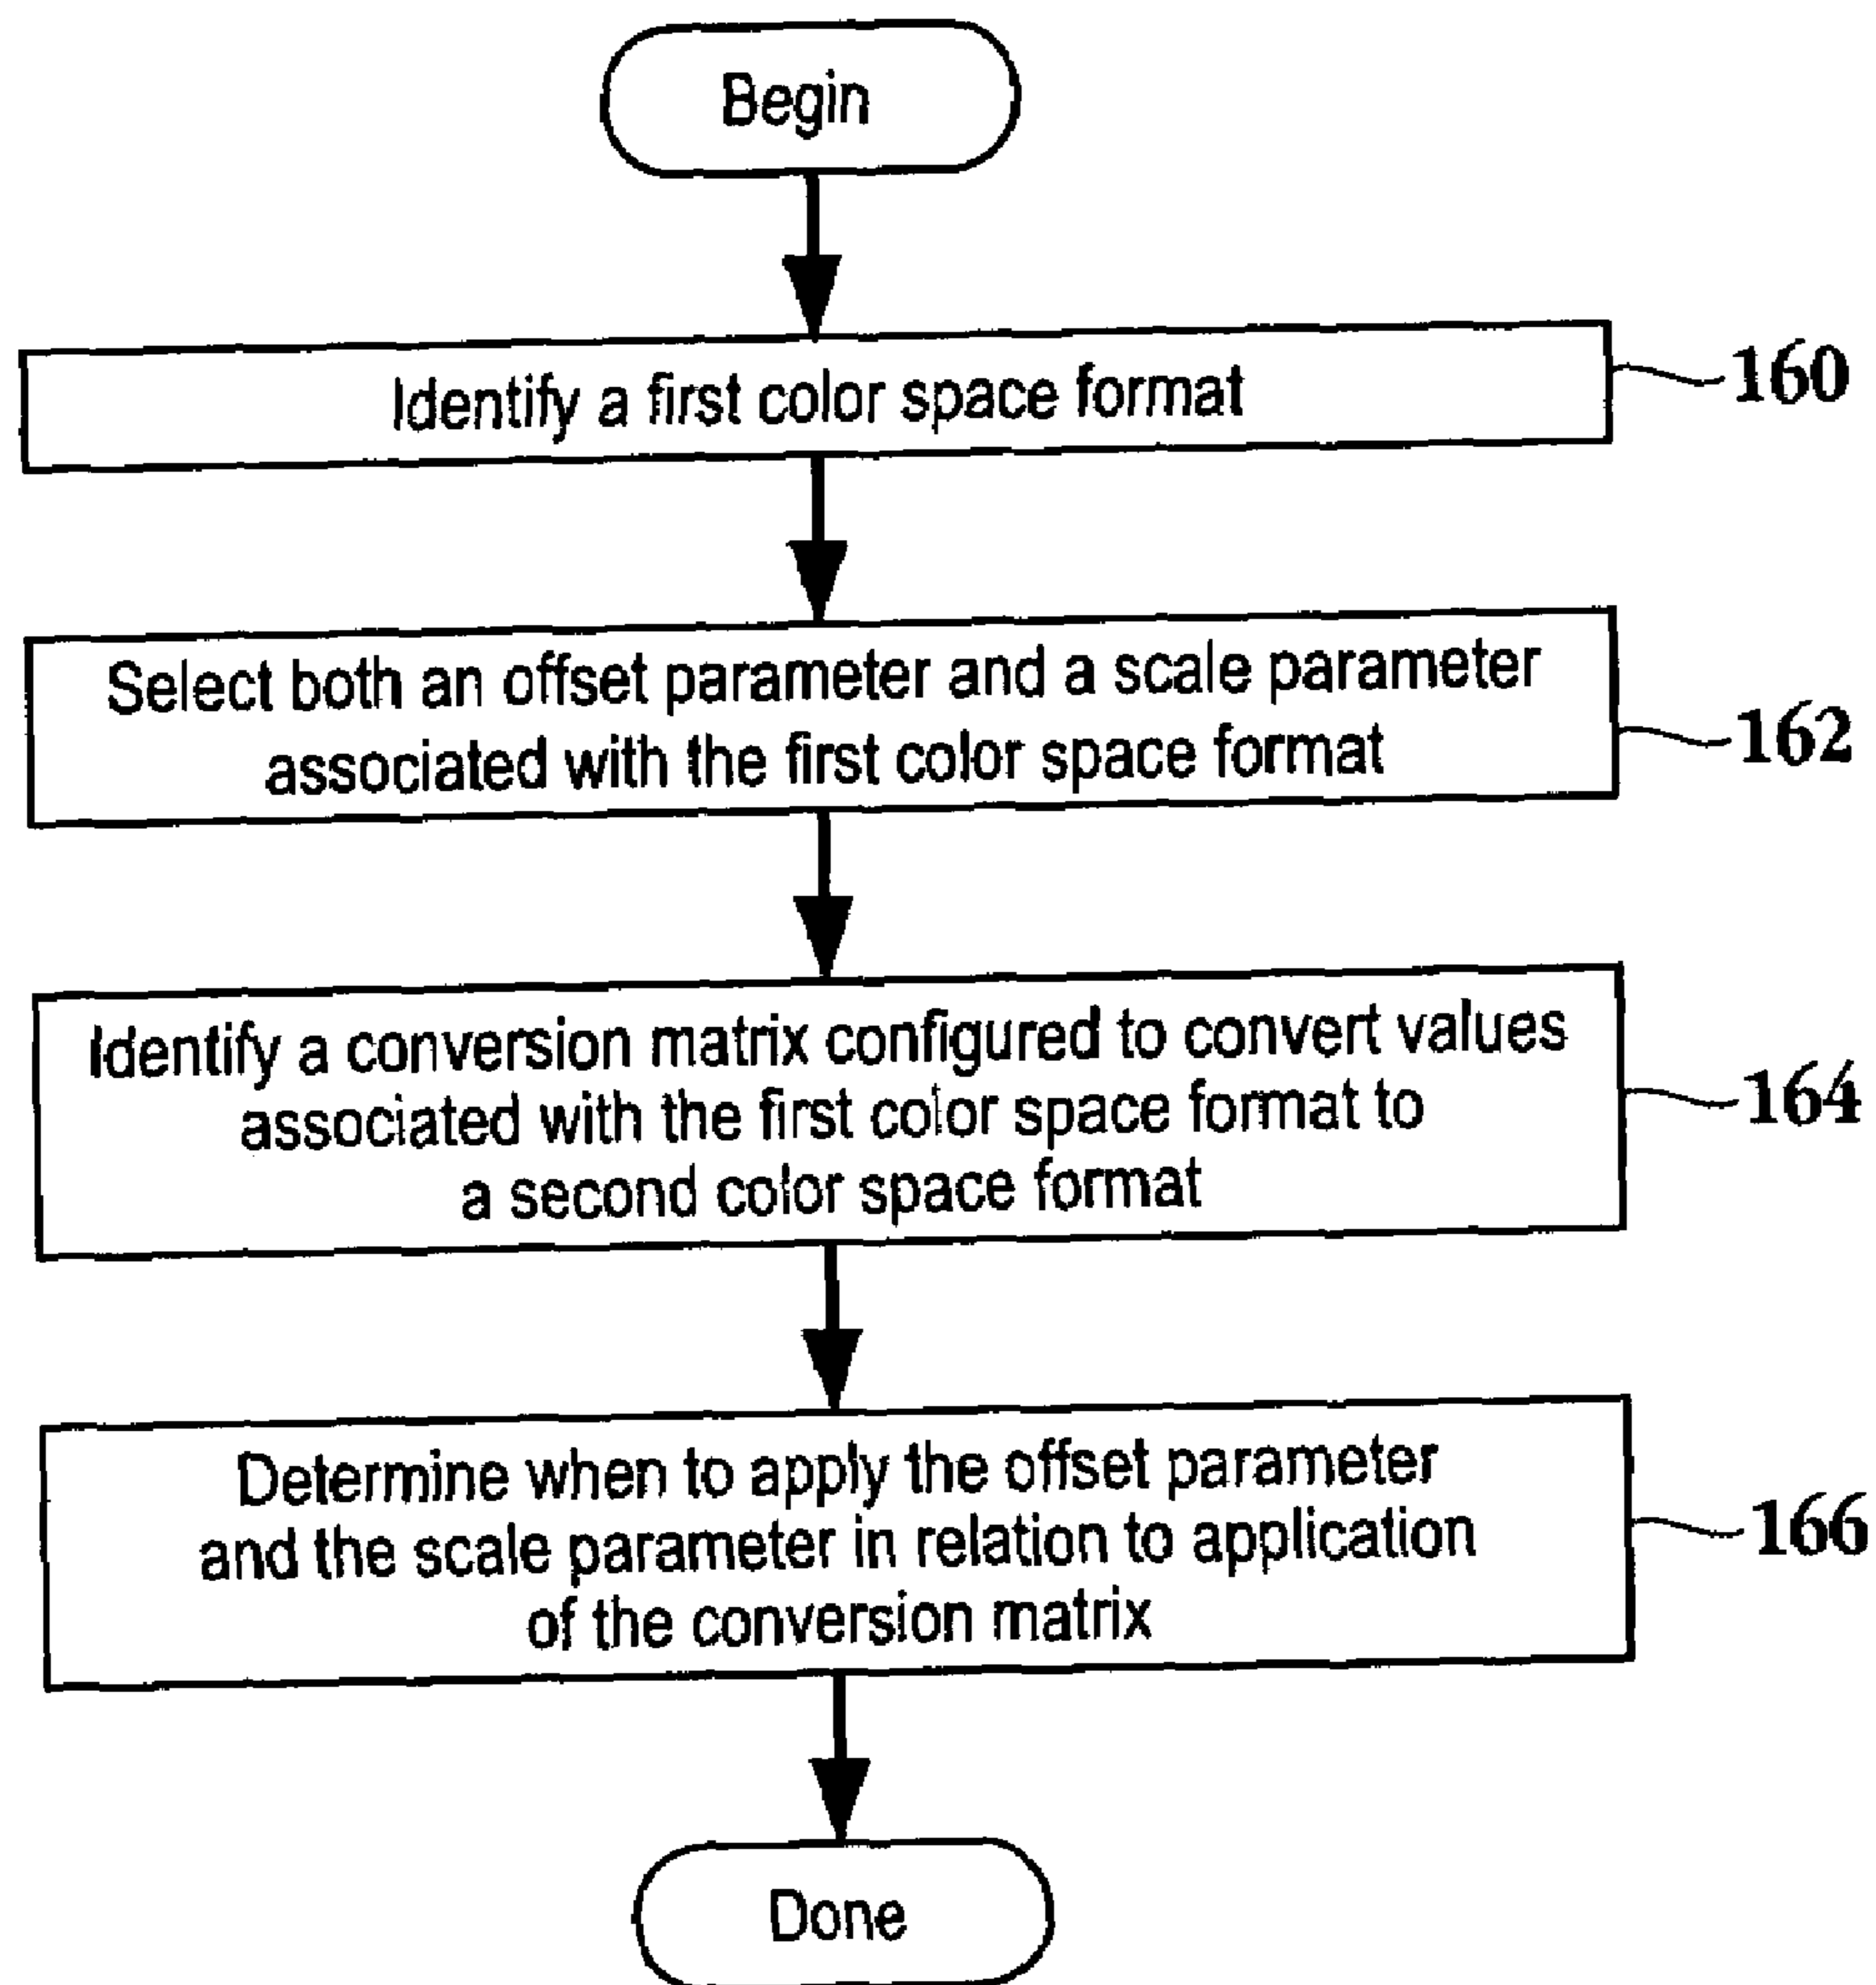 Begin
Identify a first color space format
160
Select both an offset parameter and a scale parameter
associated with the first color space format
162
Identify a conversion matrix configured to convert values
associated with the first color space format to
a second color space format
164
Determine when to apply the offset parameter
and the scale parameter in relation to application
of the conversion matrix
166
Done